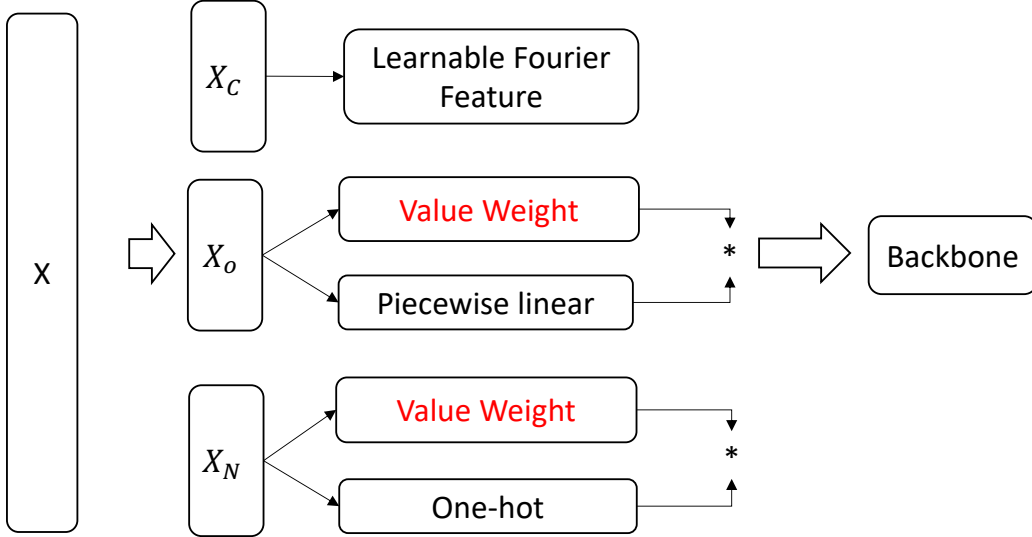 X
X_C
Learnable Fourier
Feature
X_o
Value Weight
Piecewise linear
*
Backbone
X_N
Value Weight
One-hot
*